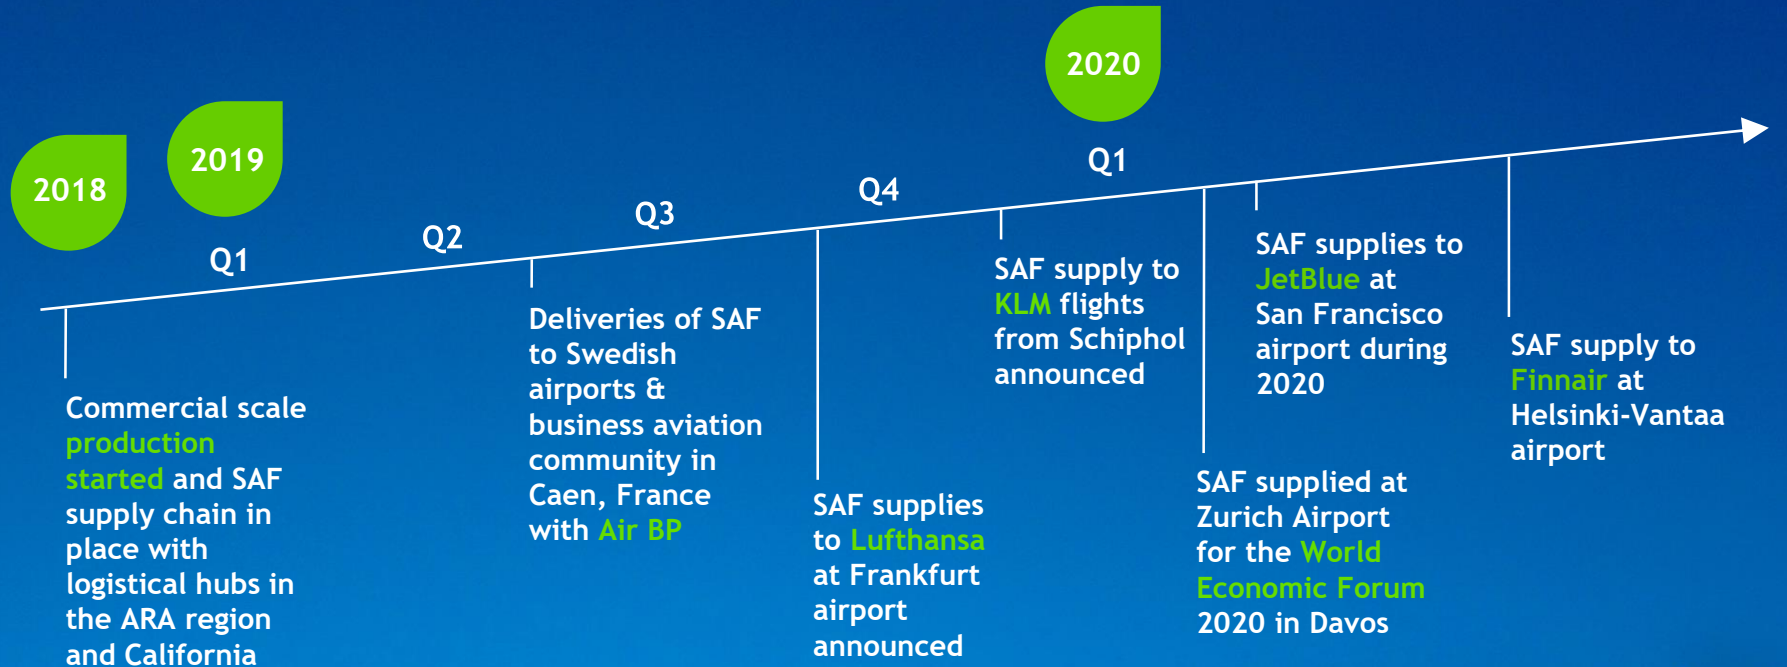 2018
2019
2020
Q1
Q2
Q3
Q4
Q1
Commercial scale
production
started and SAF
supply chain in
place with
logistical hubs in
the ARA region
and California
Deliveries of SAF
to Swedish
airports &
business aviation
community in
Caen, France
with Air BP
SAF supplies
to Lufthansa
at Frankfurt
airport
announced
SAF supply to
KLM flights
from Schiphol
announced
SAF supplied at
Zurich Airport
for the World
Economic Forum
2020 in Davos
SAF supplies to
JetBlue at
San Francisco
airport during
2020
SAF supply to
Finnair at
Helsinki-Vantaa
airport